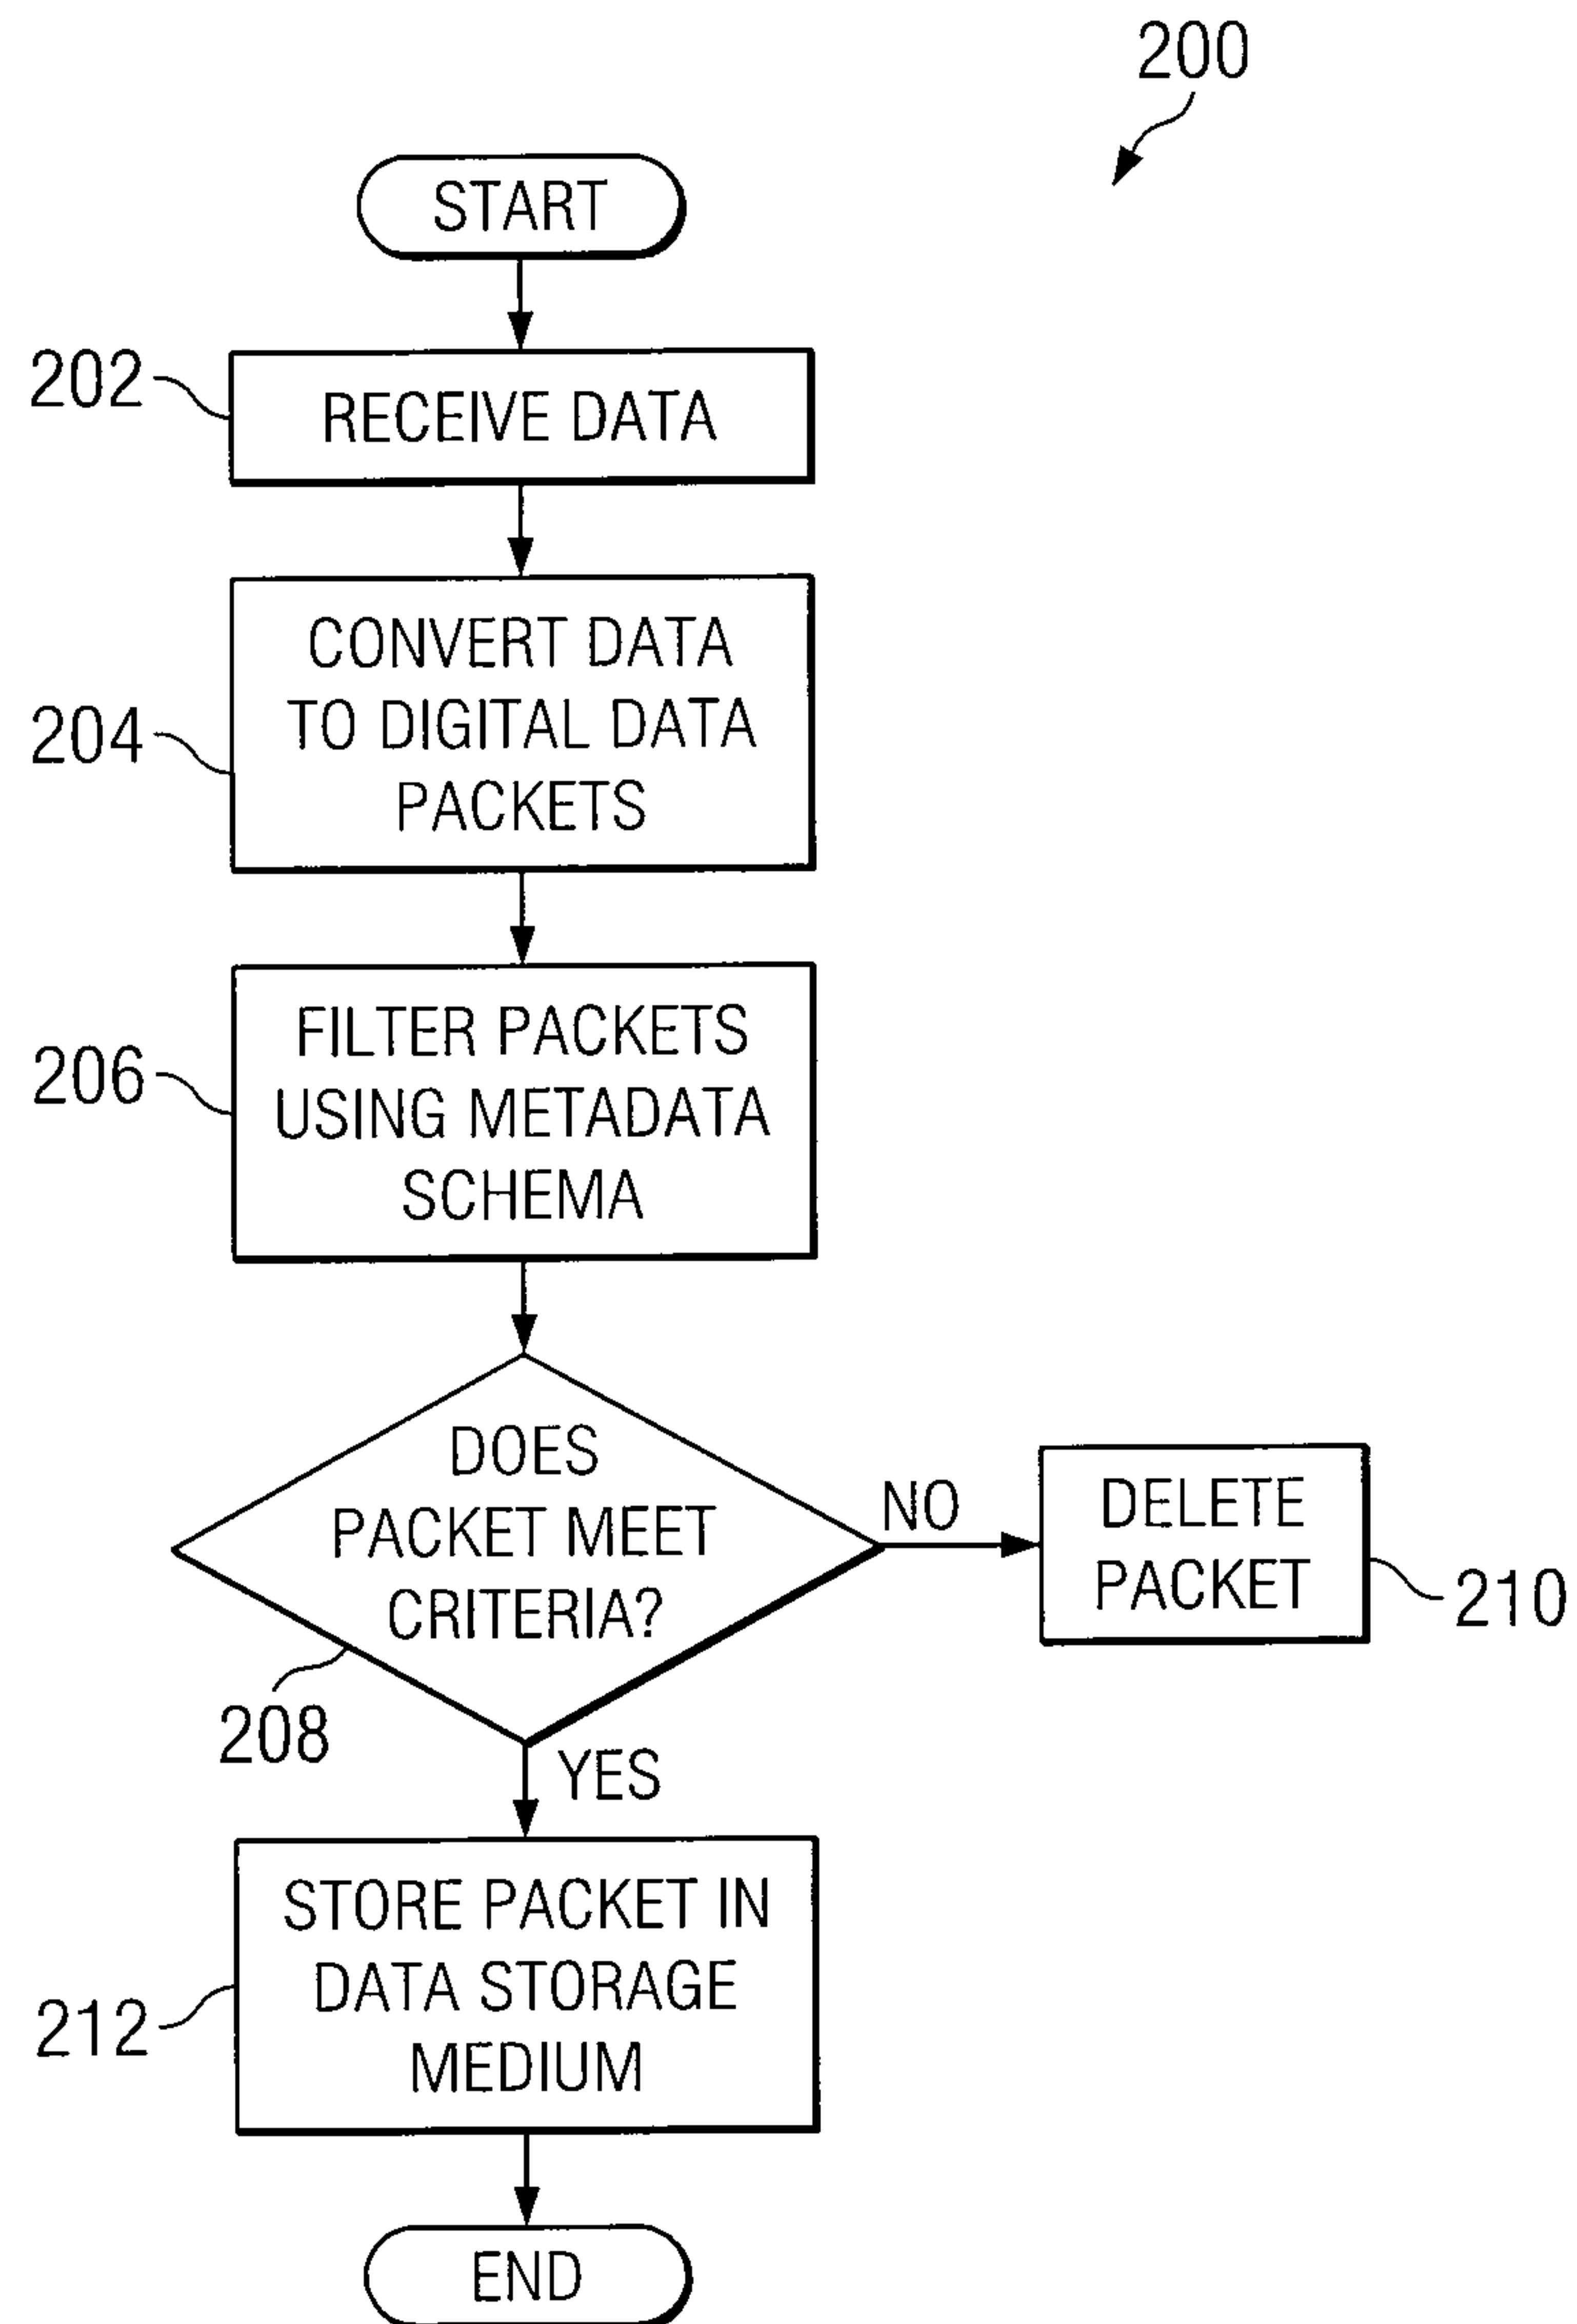 200
START
202
RECEIVE DATA
CONVERT DATA
TO DIGITAL DATA
PACKETS
204
FILTER PACKETS
USING METADATA
SCHEMA
206
DOES
PACKET MEET
CRITERIA?
208
NO
DELETE
PACKET
210
YES
STORE PACKET IN
DATA STORAGE
MEDIUM
212
END